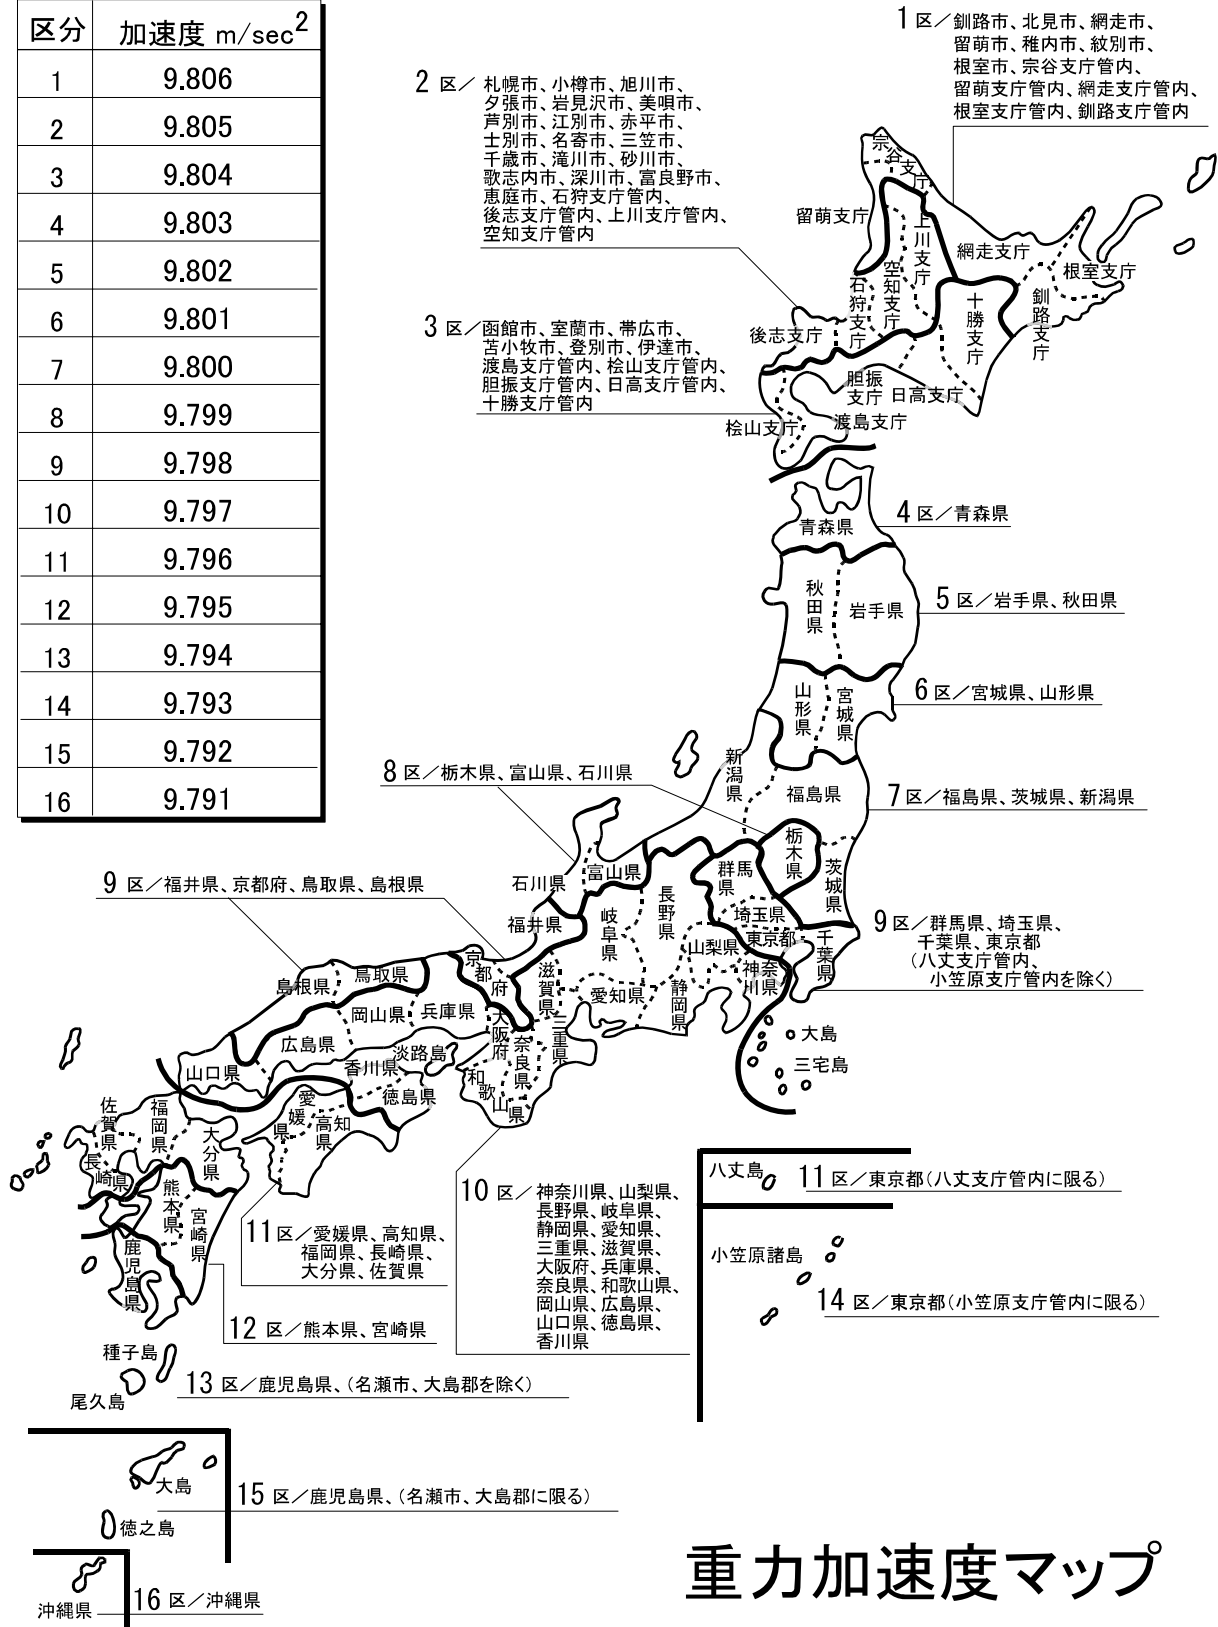 区分 加速度 m/sec²
1 9.806
2 9.805
3 9.804
4 9.803
5 9.802
6 9.801
7 9.800
8 9.799
9 9.798
10 9.797
11 9.796
12 9.795
13 9.794
14 9.793
15 9.792
16 9.791
1 区／釧路市、北見市、網走市、
留萌市、稚内市、紋別市、
根室市、宗谷支庁管内、
留萌支庁管内、網走支庁管内、
根室支庁管内、釧路支庁管内
2 区／ 札幌市、小樽市、旭川市、
夕張市、岩見沢市、美唄市、
芦別市、江別市、赤平市、
士別市、名寄市、三笠市、
千歳市、滝川市、砂川市、
歌志内市、深川市、富良野市、
恵庭市、石狩支庁管内、
後志支庁管内、上川支庁管内、
空知支庁管内
3 区／函館市、室蘭市、帯広市、
苫小牧市、登別市、伊達市、
渡島支庁管内、桧山支庁管内、
胆振支庁管内、日高支庁管内、
十勝支庁管内
宗谷支庁
留萌支庁
上川支庁
網走支庁
根室支庁
空知支庁
石狩支庁
十勝支庁
釧路支庁
後志支庁
胆振
支庁
日高支庁
桧山支庁
渡島支庁
4 区／青森県
青森県
5 区／岩手県、秋田県
秋田県
岩手県
6 区／宮城県、山形県
山形県
宮城県
新潟県
福島県
7 区／福島県、茨城県、新潟県
8 区／栃木県、富山県、石川県
栃木県
茨城県
群馬
県
富山県
石川県
9 区／福井県、京都府、鳥取県、島根県
福井県
岐阜県
長野県
埼玉県
東京都
千葉県
9 区／群馬県、埼玉県、
千葉県、東京都
（八丈支庁管内、
小笠原支庁管内を除く）
山梨県
神奈
川県
京都府
滋賀県
愛知県
静岡県
鳥取県
島根県
岡山県
兵庫県
大阪府
奈良県
三重県
大島
三宅島
広島県
山口県
淡路島
香川県
徳島県
和歌山県
愛媛県
高知
県
佐賀県
福岡県
大分県
長崎県
熊本県
宮崎県
鹿児島県
10 区／ 神奈川県、山梨県、
長野県、岐阜県、
静岡県、愛知県、
三重県、滋賀県、
大阪府、兵庫県、
奈良県、和歌山県、
岡山県、広島県、
山口県、徳島県、
香川県
11 区／愛媛県、高知県、
福岡県、長崎県、
大分県、佐賀県
八丈島
11 区／東京都（八丈支庁管内に限る）
小笠原諸島
14 区／東京都（小笠原支庁管内に限る）
12 区／熊本県、宮崎県
種子島
尾久島
13 区／鹿児島県、（名瀬市、大島郡を除く）
大島
15 区／鹿児島県、（名瀬市、大島郡に限る）
徳之島
沖縄県
16 区／沖縄県
重力加速度マップ